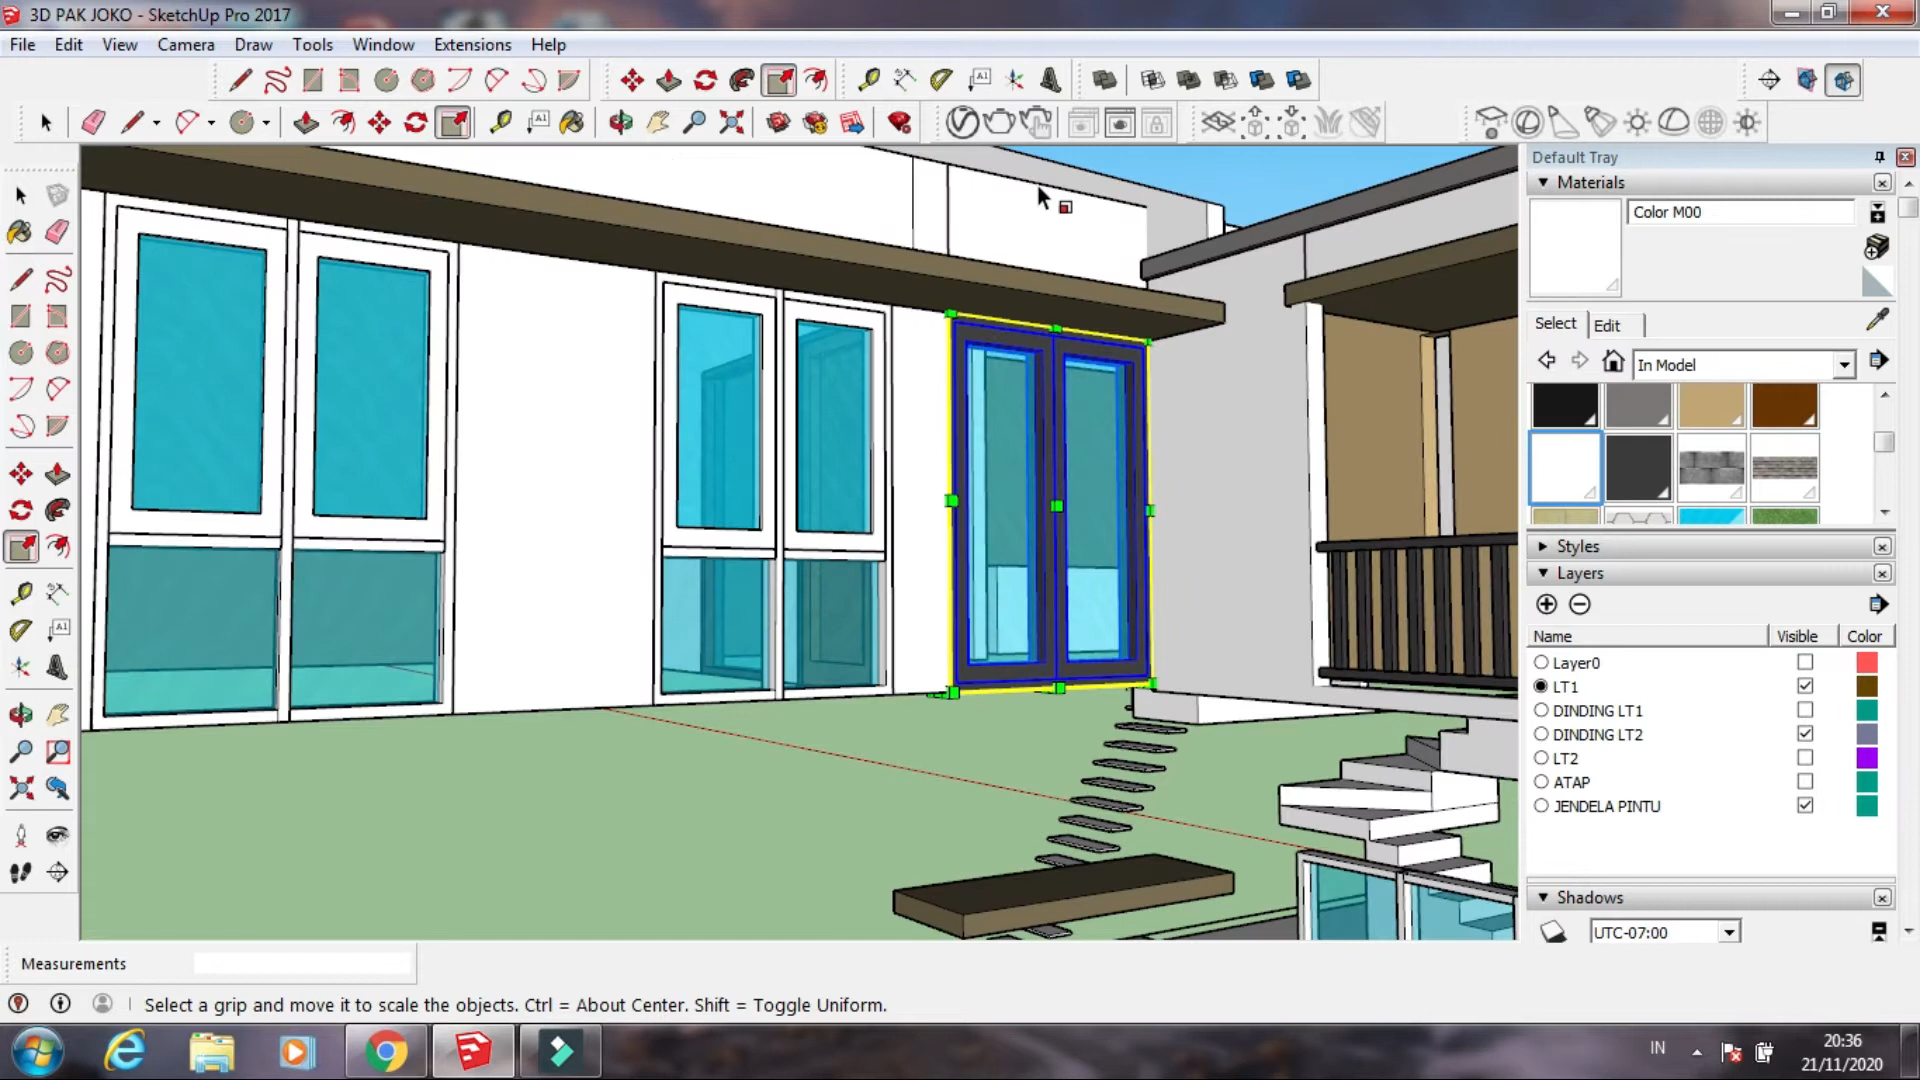 3D PAK JOKO - SketchUp Pro 2017
File Edit View Camera Draw Tools Window Extensions Help
A1
A1
Default Tray
Materials
Color M00
Select Edit
In Model
A1
Styles
Layers
Name Visible Color
Layer0
LT1
DINDING LT1
DINDING LT2
LT2
ATAP
JENDELA PINTU
Shadows
UTC-07:00
Measurements
Select a grip and move it to scale the objects. Ctrl = About Center. Shift = Toggle Uniform.
IN
20:36
21/11/2020